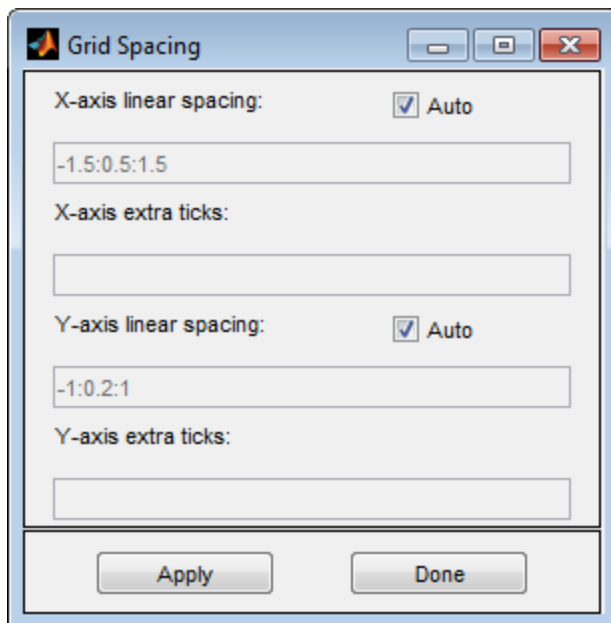 Grid Spacing
X-axis linear spacing:
Auto
-1.5:0.5:1.5
X-axis extra ticks:
Y-axis linear spacing:
Auto
-1:0.2:1
Y-axis extra ticks:
Apply
Done